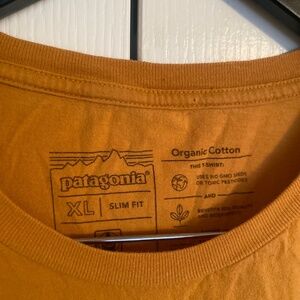 patagonia®
XL SLIM FIT
Organic Cotton
THIS T-SHIRT:
USES NO GMO SEEDS
OR TOXIC PESTICIDES
AND